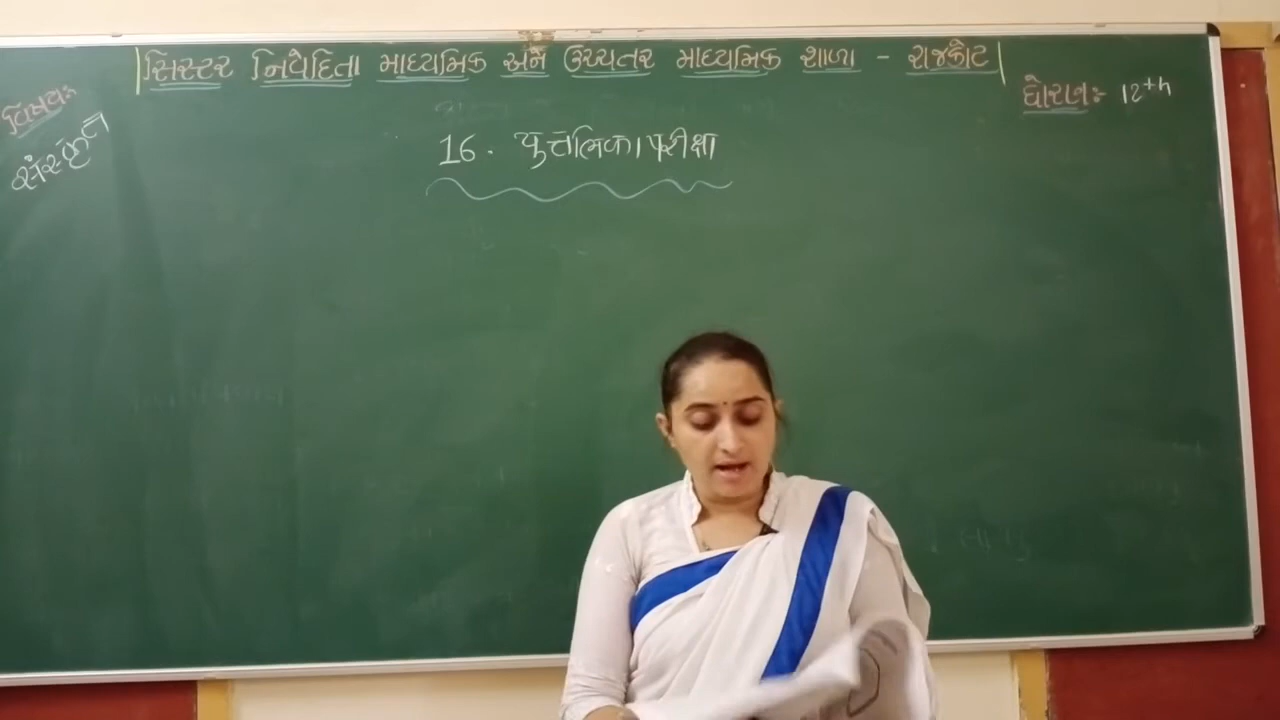 સિસ્ટર નિવેદિતા માધ્યમિક અને ઉચ્ચતર માધ્યમિક શાળા - રાજકોટ
વિષય:
સંસ્કૃત
ધોરણ:- 12th
16. પુત્તલિકાપરીક્ષા